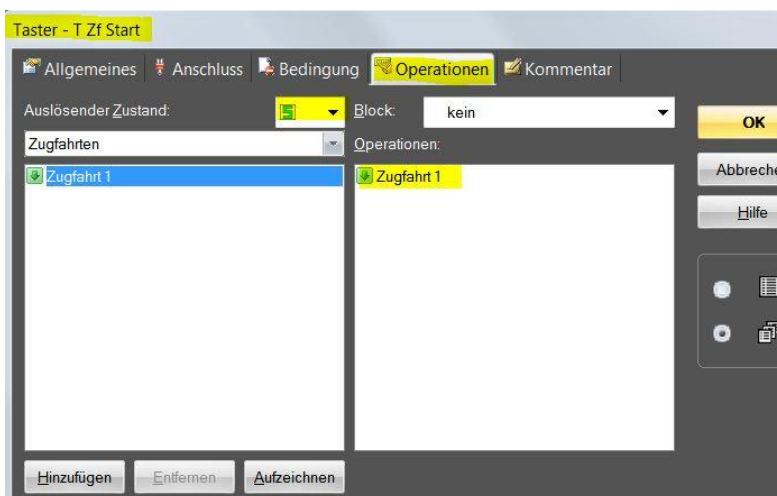 Taster - T Zf Start
Allgemeines Anschluss Bedingung Operationen Kommentar
Auslösender Zustand: Block: kein
OK
Zugfahrten Operationen:
Zugfahrt 1 Zugfahrt 1
Abbreche
Hilfe
Hinzufügen Entfernen Aufzeichnen